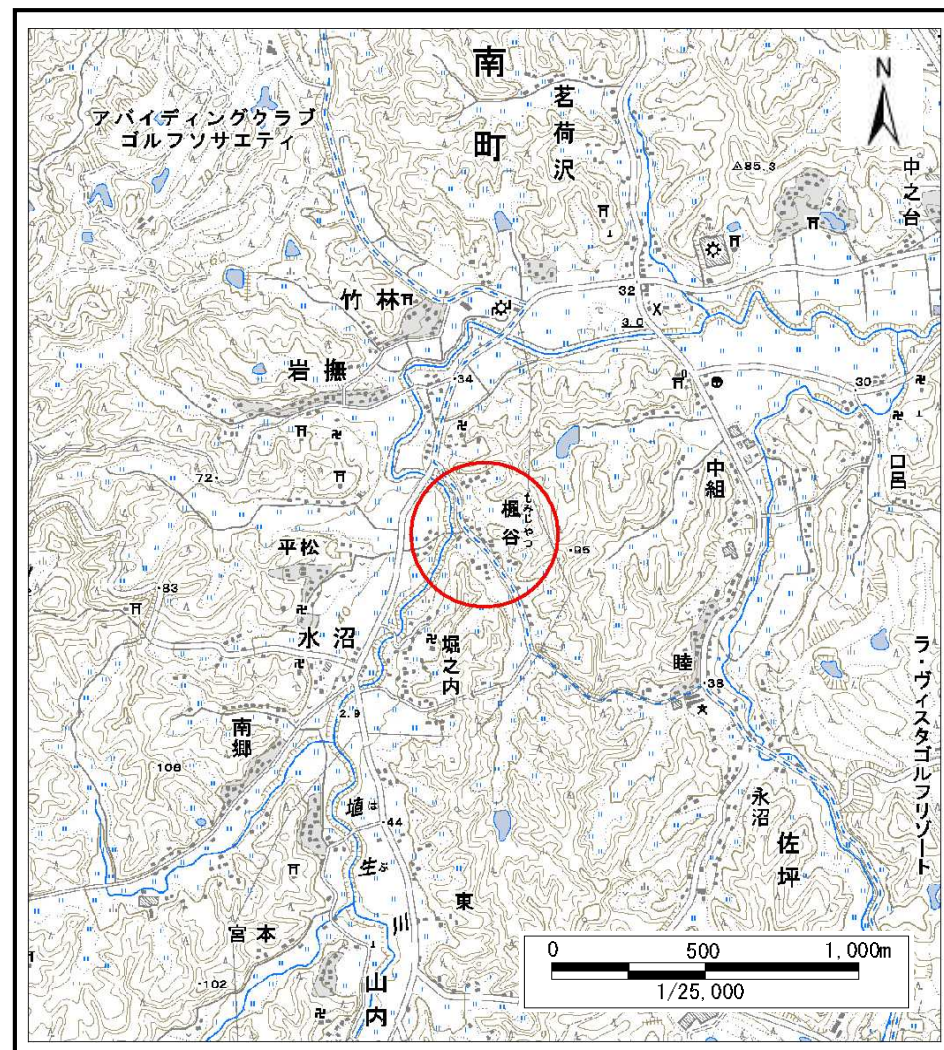 南町
茗荷沢
N
アバイディングクラブ
ゴルフソサエティ
△85.3
中之台
竹林
32
3.0
岩撫
・34
30
口呂
72・
中組
もみじやつ
楓谷
・95
平松
・83
水沼
堀之内
睦
・38
ラ・ヴィスタゴルフリゾート
2.9
南郷
108・
埴生川
はぶ
・44
永沼
佐坪
東
宮本
山内
・102
0 500 1,000m
1/25,000